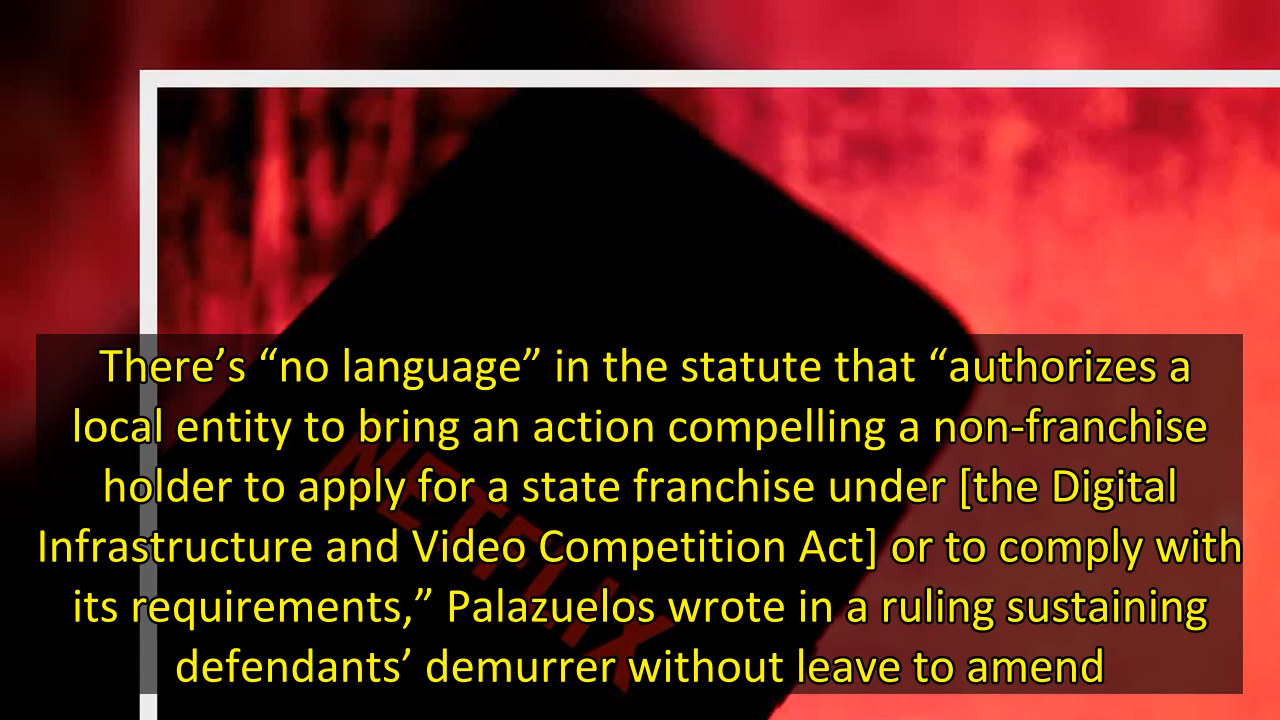 There’s “no language” in the statute that “authorizes a
local entity to bring an action compelling a non-franchise
holder to apply for a state franchise under [the Digital
Infrastructure and Video Competition Act] or to comply with
its requirements,” Palazuelos wrote in a ruling sustaining
defendants’ demurrer without leave to amend
NETFLIX